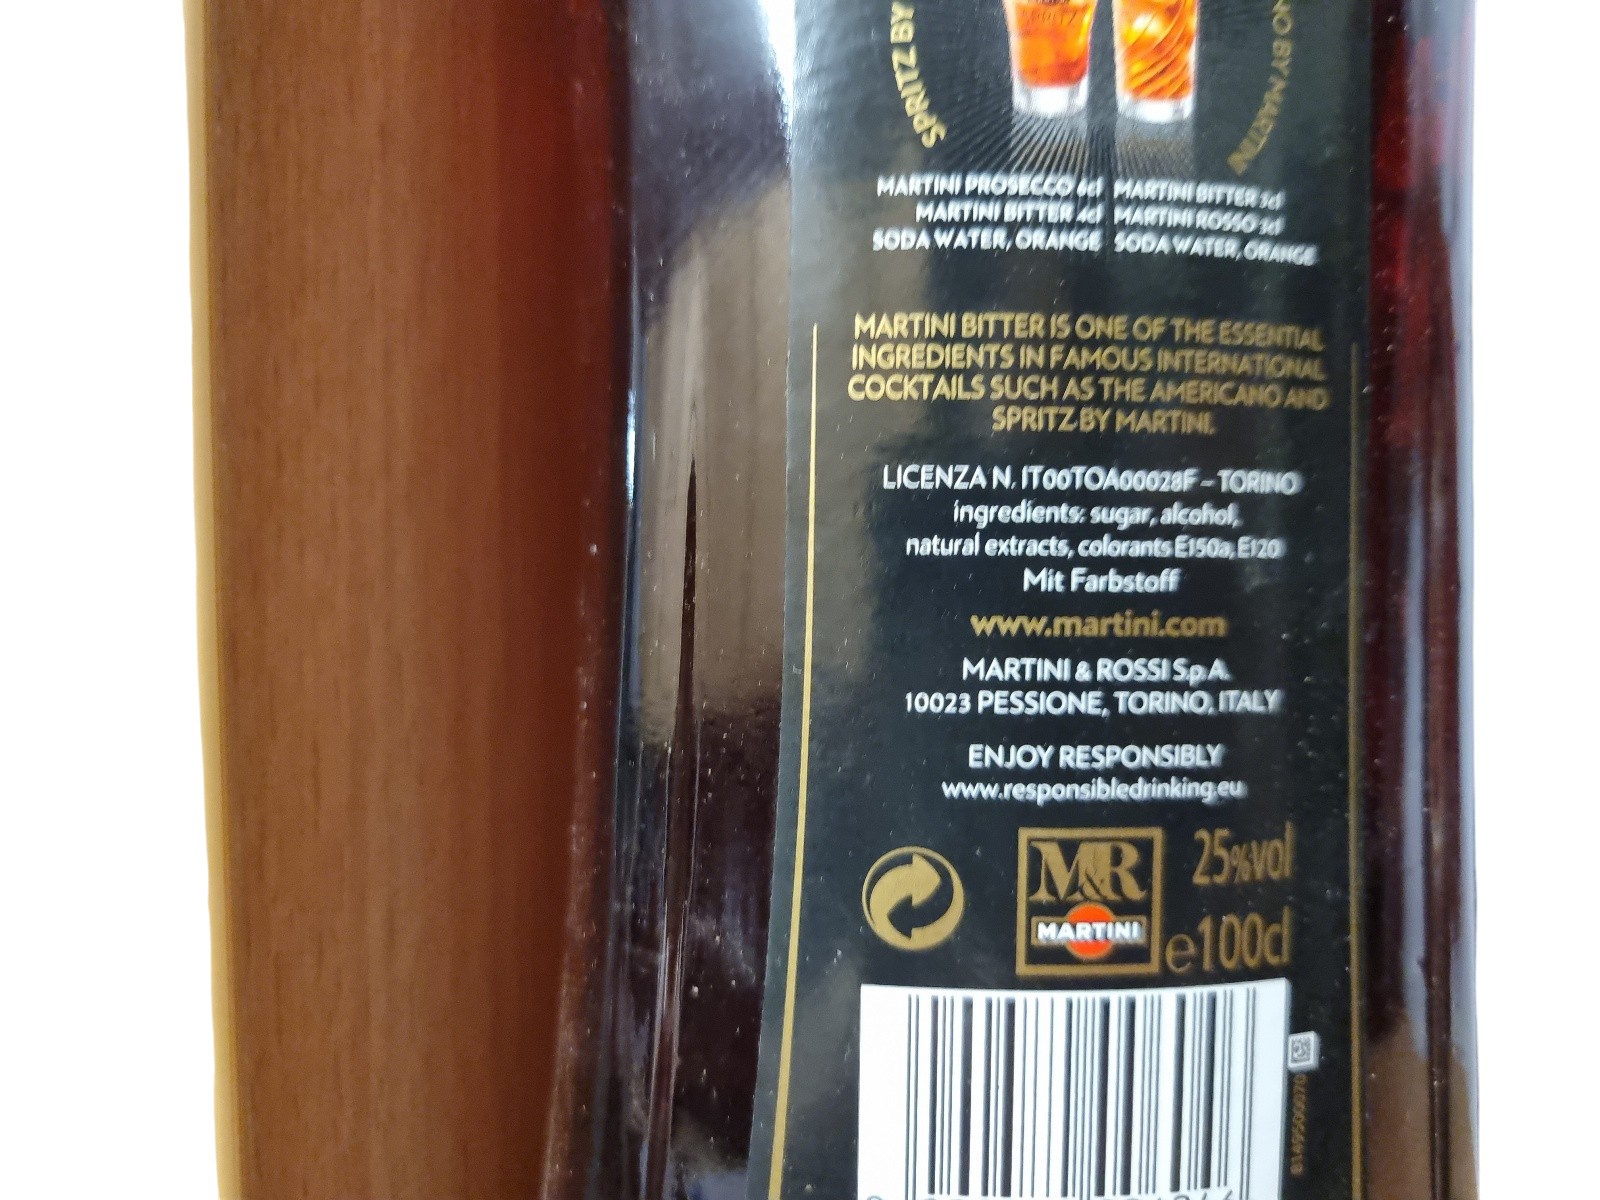 SPRITZ
SPRITZ BY
BY MARTINI
MARTINI PROSECCO 6cl
MARTINI BITTER 4cl
SODA WATER, ORANGE
MARTINI BITTER 3cl
MARTINI ROSSO 3cl
SODA WATER, ORANGE
MARTINI BITTER IS ONE OF THE ESSENTIAL
INGREDIENTS IN FAMOUS INTERNATIONAL
COCKTAILS SUCH AS THE AMERICANO AND
SPRITZ BY MARTINI.
LICENZA N. IT00TOA00028F – TORINO
ingredients: sugar, alcohol,
natural extracts, colorants E150a, E120
Mit Farbstoff
www.martini.com
MARTINI & ROSSI S.p.A.
10023 PESSIONE, TORINO, ITALY
ENJOY RESPONSIBLY
www.responsibledrinking.eu
M&R
MARTINI
25%vol
e100cl
8149500070